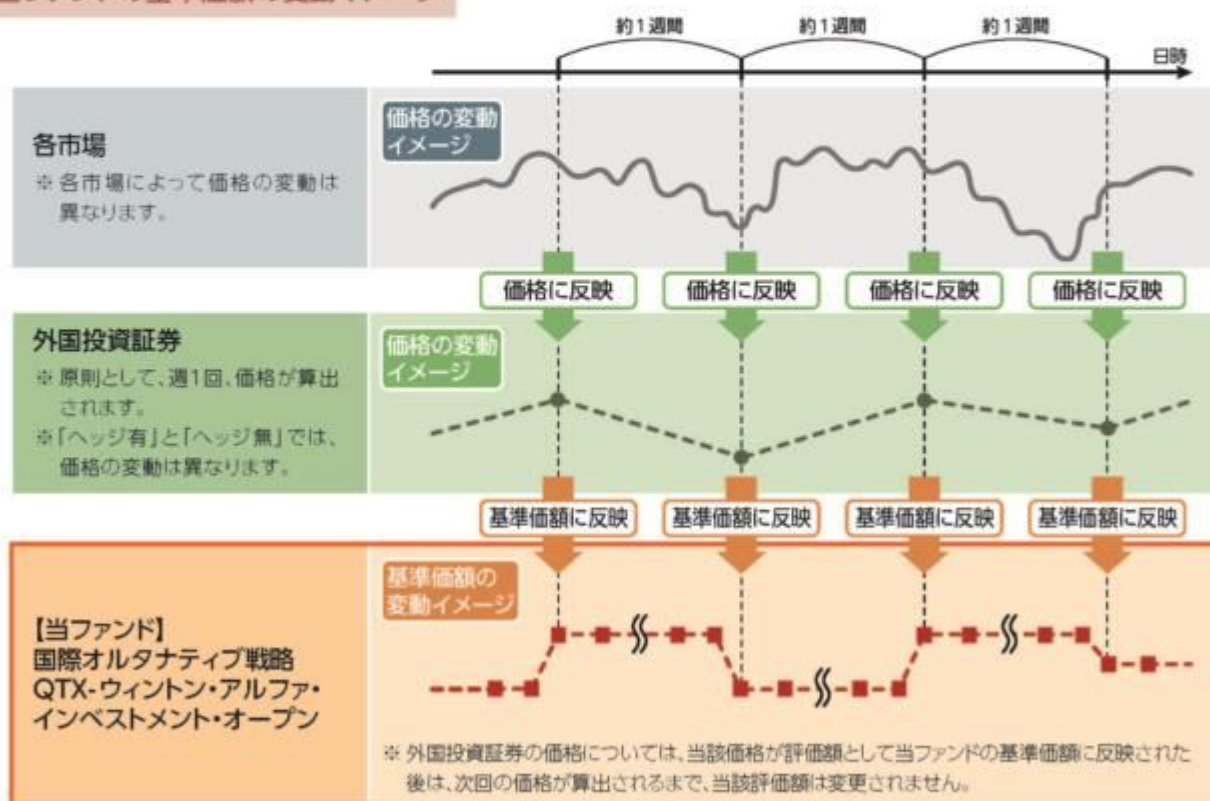 約1週間
約1週間
約1週間
日時
各市場
※ 各市場によって価格の変動は
異なります。
価格の変動
イメージ
価格に反映
価格に反映
価格に反映
価格に反映
外国投資証券
※ 原則として、週1回、価格が算出
されます。
※「ヘッジ有」と「ヘッジ無」では、
価格の変動は異なります。
価格の変動
イメージ
基準価額に反映
基準価額に反映
基準価額に反映
基準価額に反映
【当ファンド】
国際オルタナティブ戦略
QTX-ウィントン・アルファ・
インベストメント・オープン
基準価額の
変動イメージ
※ 外国投資証券の価格については、当該価格が評価額として当ファンドの基準価額に反映された
後は、次回の価格が算出されるまで、当該評価額は変更されません。